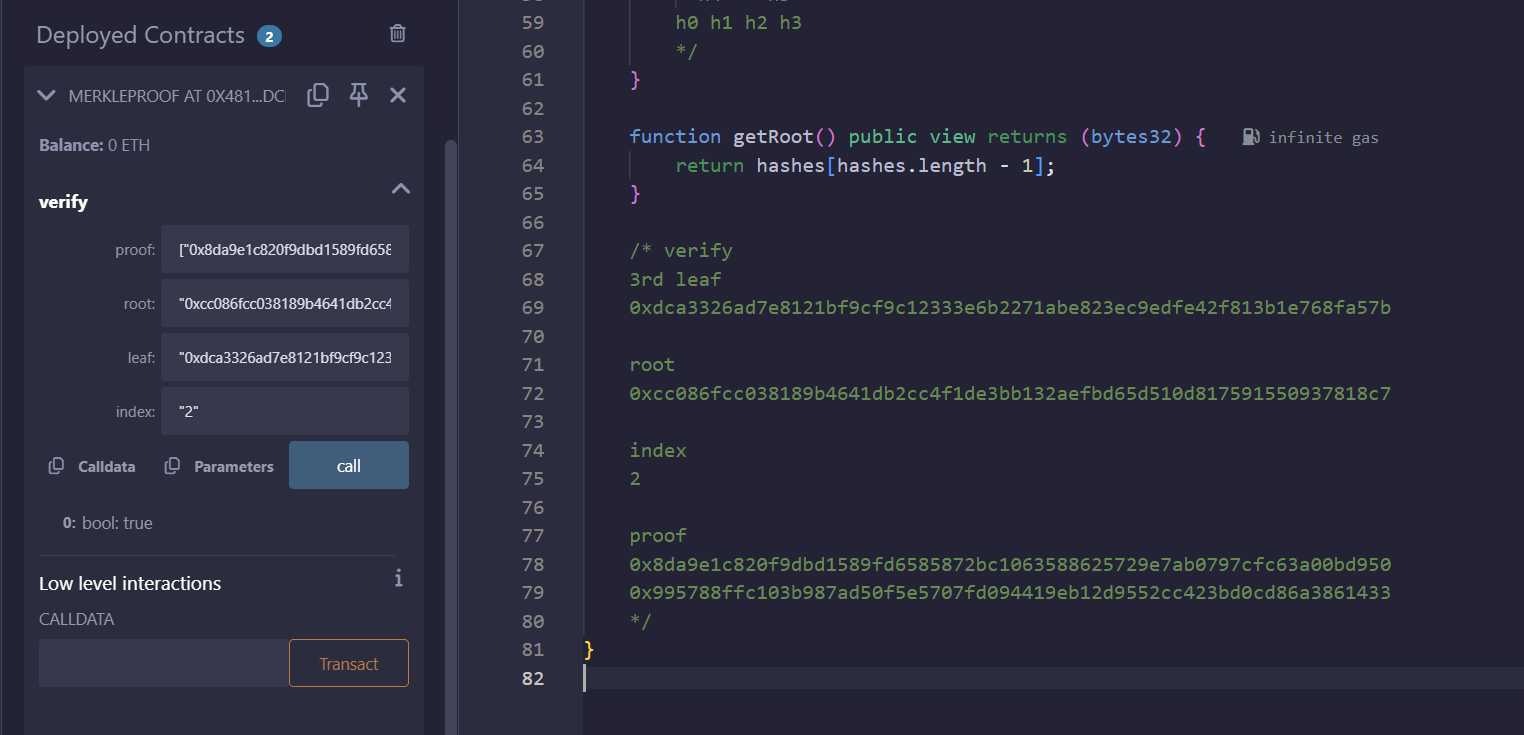 Deployed Contracts 2
MERKLEPROOF AT 0X481...DC
Balance: 0 ETH
verify
proof: ["0x8da9e1c820f9dbd1589fd658
root: "0xcc086fcc038189b4641db2cc4
leaf: "0xdca3326ad7e8121bf9cf9c123
index: "2"
Calldata Parameters call
0: bool: true
Low level interactions i
CALLDATA
Transact
59 h0 h1 h2 h3
60 */
61 }
62
63 function getRoot() public view returns (bytes32) { infinite gas
64 return hashes[hashes.length - 1];
65 }
66
67 /* verify
68 3rd leaf
69 0xdca3326ad7e8121bf9cf9c12333e6b2271abe823ec9edfe42f813b1e768fa57b
70
71 root
72 0xcc086fcc038189b4641db2cc4f1de3bb132aefbd65d510d817591550937818c7
73
74 index
75 2
76
77 proof
78 0x8da9e1c820f9dbd1589fd6585872bc1063588625729e7ab0797cfc63a00bd950
79 0x995788ffc103b987ad50f5e5707fd094419eb12d9552cc423bd0cd86a3861433
80 */
81 }
82